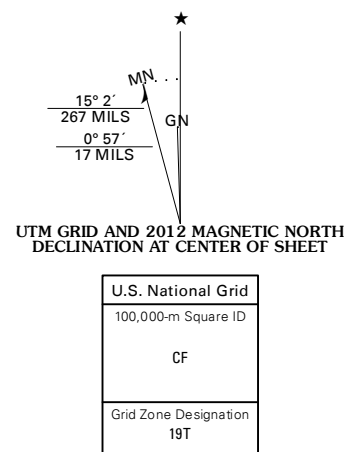 ★
MN
15° 2´
267 MILS
GN
0° 57´
17 MILS
UTM GRID AND 2012 MAGNETIC NORTH
DECLINATION AT CENTER OF SHEET
U.S. National Grid
100,000-m Square ID
CF
Grid Zone Designation
19T